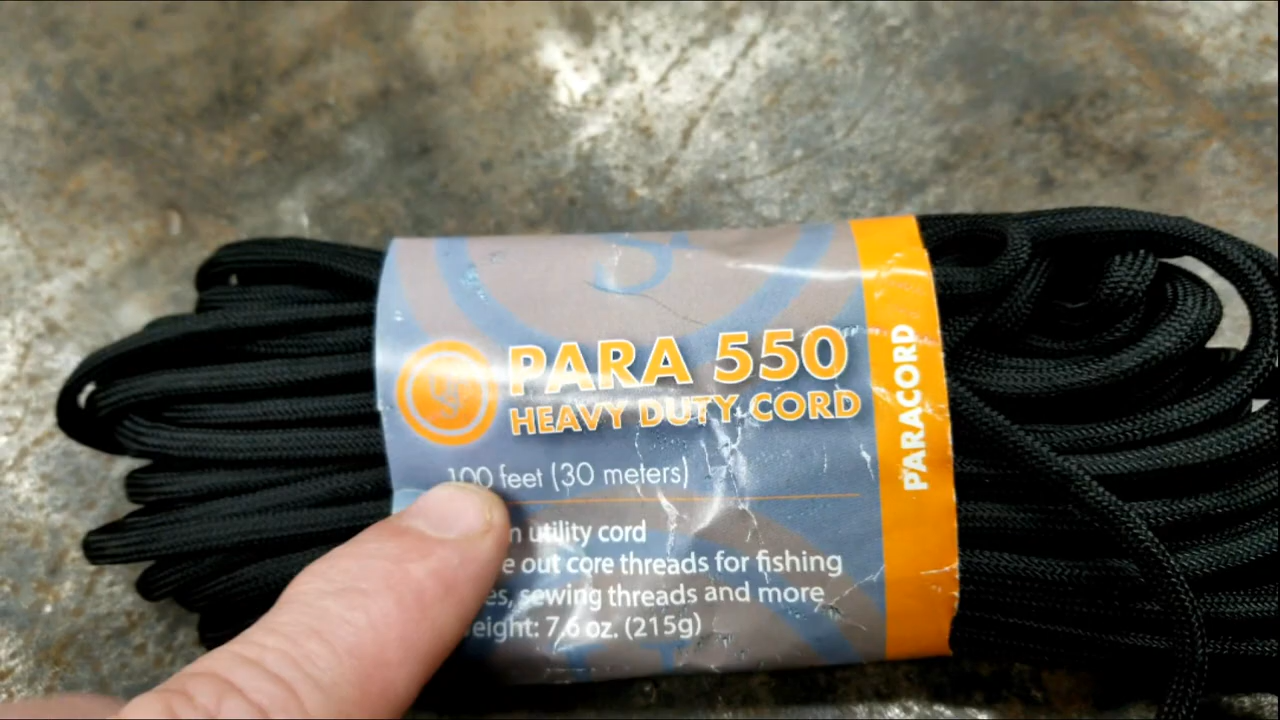 PARA 550
HEAVY DUTY CORD
100 feet (30 meters)
utility cord
out core threads for fishing
sewing threads and more
7.6 oz. (215g)
PARACORD